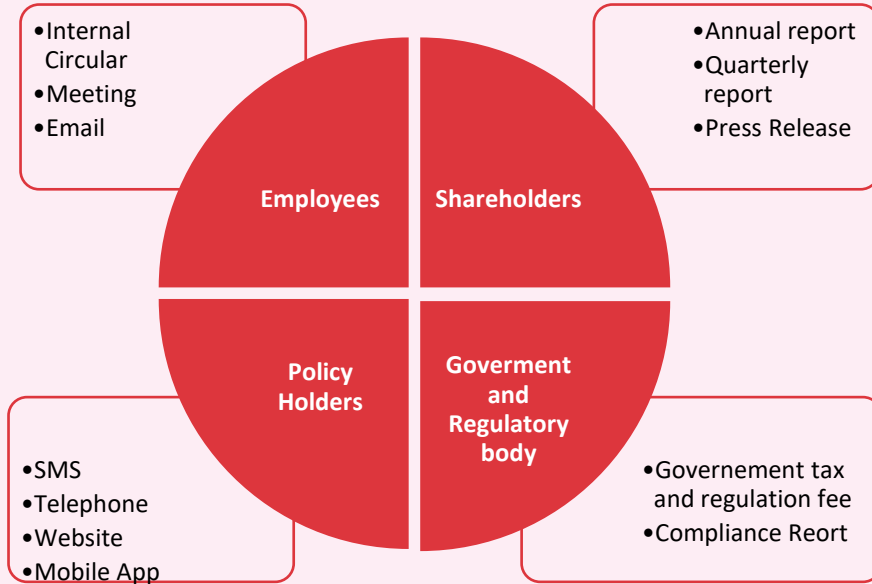 •Internal
Circular
•Meeting
•Email
•Annual report
•Quarterly
report
•Press Release
Employees
Shareholders
Policy
Holders
Goverment
and
Regulatory
body
•SMS
•Telephone
•Website
•Mobile App
•Governement tax
and regulation fee
•Compliance Reort